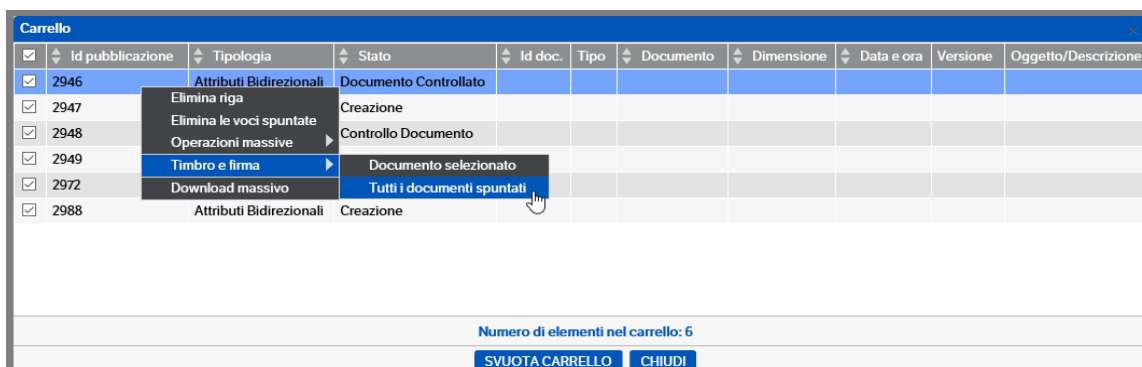 Carrello
Id pubblicazione Tipologia Stato Id doc. Tipo Documento Dimensione Data e ora Versione Oggetto/Descrizione
2946 Attributi Bidirezionali Documento Controllato
2947 Creazione
2948 Controllo Documento
2949
2972
2988 Attributi Bidirezionali Creazione
Elimina riga
Elimina le voci spuntate
Operazioni massive
Timbro e firma
Download massivo
Documento selezionato
Tutti i documenti spuntati
Numero di elementi nel carrello: 6
SVUOTA CARRELLO CHIUDI